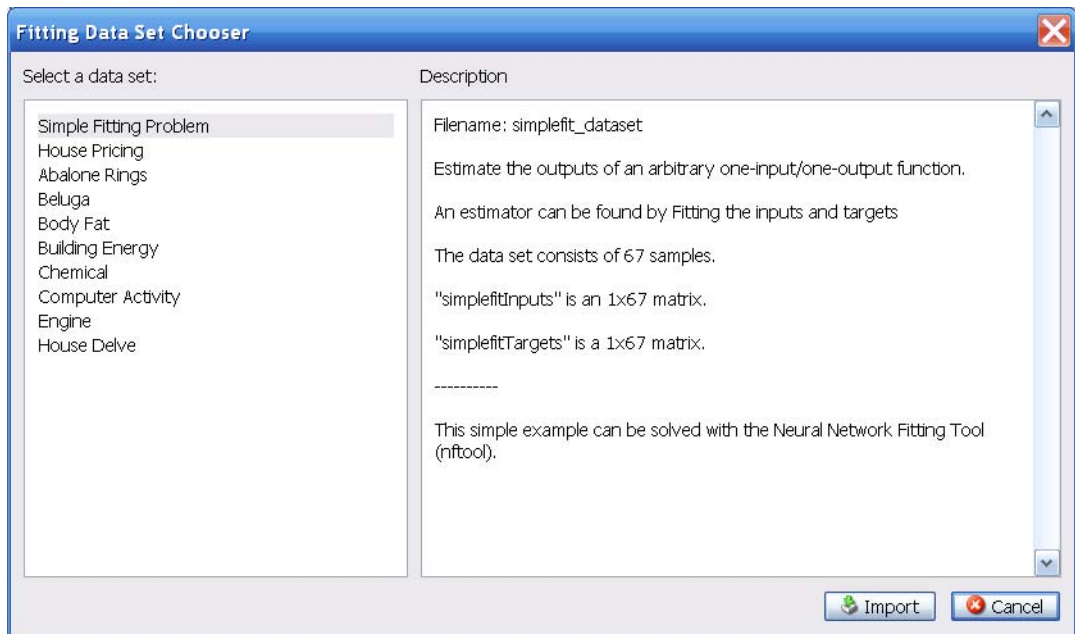 Fitting Data Set Chooser
Select a data set:
Simple Fitting Problem
House Pricing
Abalone Rings
Beluga
Body Fat
Building Energy
Chemical
Computer Activity
Engine
House Delve
Description
Filename: simplefit_dataset
Estimate the outputs of an arbitrary one-input/one-output function.
An estimator can be found by Fitting the inputs and targets
The data set consists of 67 samples.
"simplefitInputs" is an 1x67 matrix.
"simplefitTargets" is a 1x67 matrix.
----------
This simple example can be solved with the Neural Network Fitting Tool
(nftool).
Import
Cancel